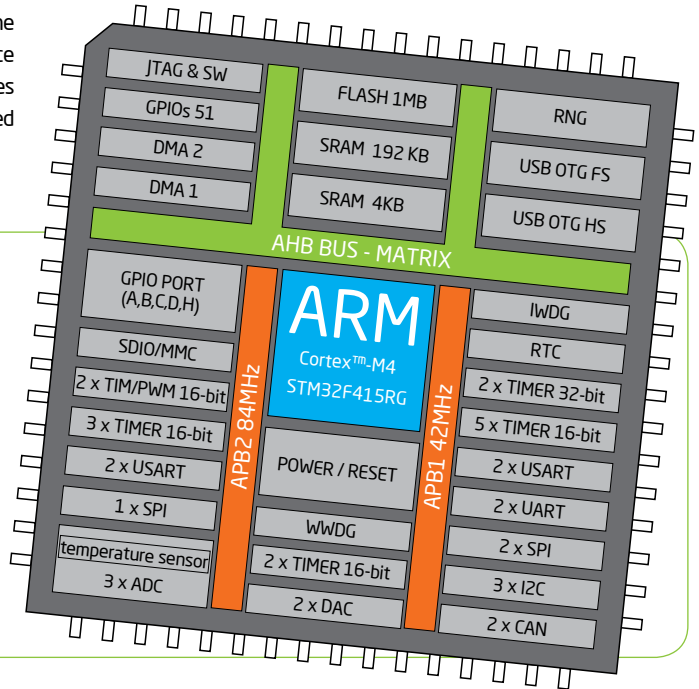 JTAG & SW
GPIOs 51
DMA 2
DMA 1
FLASH 1MB
SRAM 192 KB
SRAM 4KB
RNG
USB OTG FS
USB OTG HS
AHB BUS - MATRIX
GPIO PORT
(A,B,C,D,H)
SDIO/MMC
2 x TIM/PWM 16-bit
3 x TIMER 16-bit
2 x USART
1 x SPI
temperature sensor
3 x ADC
APB2 84MHz
ARM
Cortex™-M4
STM32F415RG
POWER / RESET
WWDG
2 x TIMER 16-bit
2 x DAC
APB1 42MHz
IWDG
RTC
2 x TIMER 32-bit
5 x TIMER 16-bit
2 x USART
2 x UART
2 x SPI
3 x I2C
2 x CAN